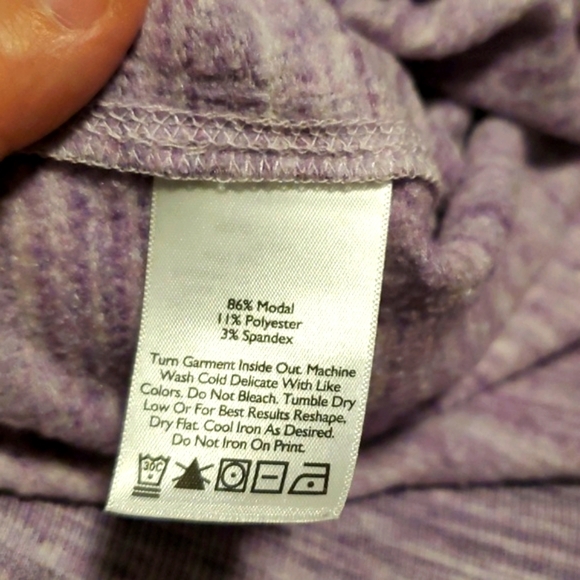 86% Modal
11% Polyester
3% Spandex
Turn Garment Inside Out. Machine
Wash Cold Delicate With Like
Colors. Do Not Bleach. Tumble Dry
Low Or For Best Results Reshape,
Dry Flat. Cool Iron As Desired.
Do Not Iron On Print.
30C